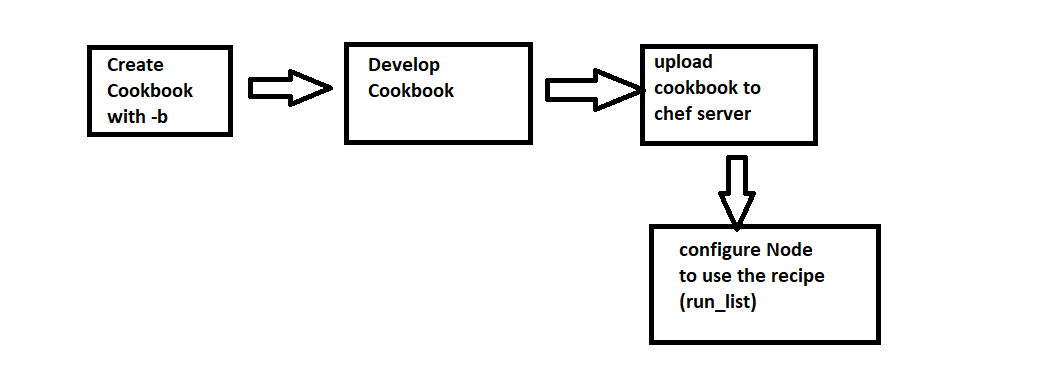 Create
Cookbook
with -b
Develop
Cookbook
upload
cookbook to
chef server
configure Node
to use the recipe
(run_list)